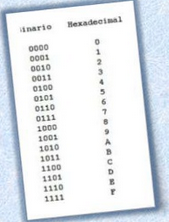 inario Hexadecimal
0000 0
0001 1
0010 2
0011 3
0100 4
0101 5
0110 6
0111 7
1000 8
1001 9
1010 A
1011 B
1100 C
1101 D
1110 E
1111 F